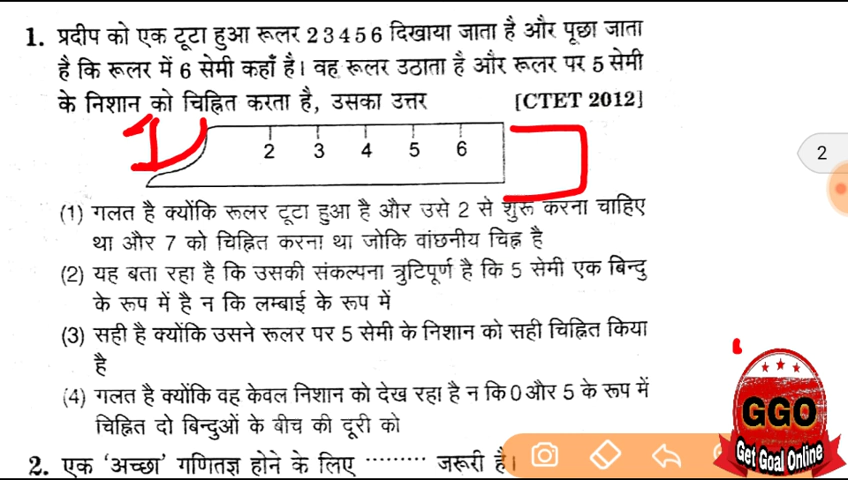 1. प्रदीप को एक टूटा हुआ रूलर 2 3 4 5 6 दिखाया जाता है और पूछा जाता
है कि रूलर में 6 सेमी कहाँ है। वह रूलर उठाता है और रूलर पर 5 सेमी
के निशान को चिह्नित करता है, उसका उत्तर [CTET 2012]
2 3 4 5 6
2
(1) गलत है क्योंकि रूलर टूटा हुआ है और उसे 2 से शुरू करना चाहिए
था और 7 को चिह्नित करना था जोकि वांछनीय चिह्न है
(2) यह बता रहा है कि उसकी संकल्पना त्रुटिपूर्ण है कि 5 सेमी एक बिन्दु
के रूप में है न कि लम्बाई के रूप में
(3) सही है क्योंकि उसने रूलर पर 5 सेमी के निशान को सही चिह्नित किया
है
(4) गलत है क्योंकि वह केवल निशान को देख रहा है न कि 0 और 5 के रूप में
चिह्नित दो बिन्दुओं के बीच की दूरी को
GGO
Get Goal Online
2. एक ‘अच्छा’ गणितज्ञ होने के लिए ......... जरूरी है।